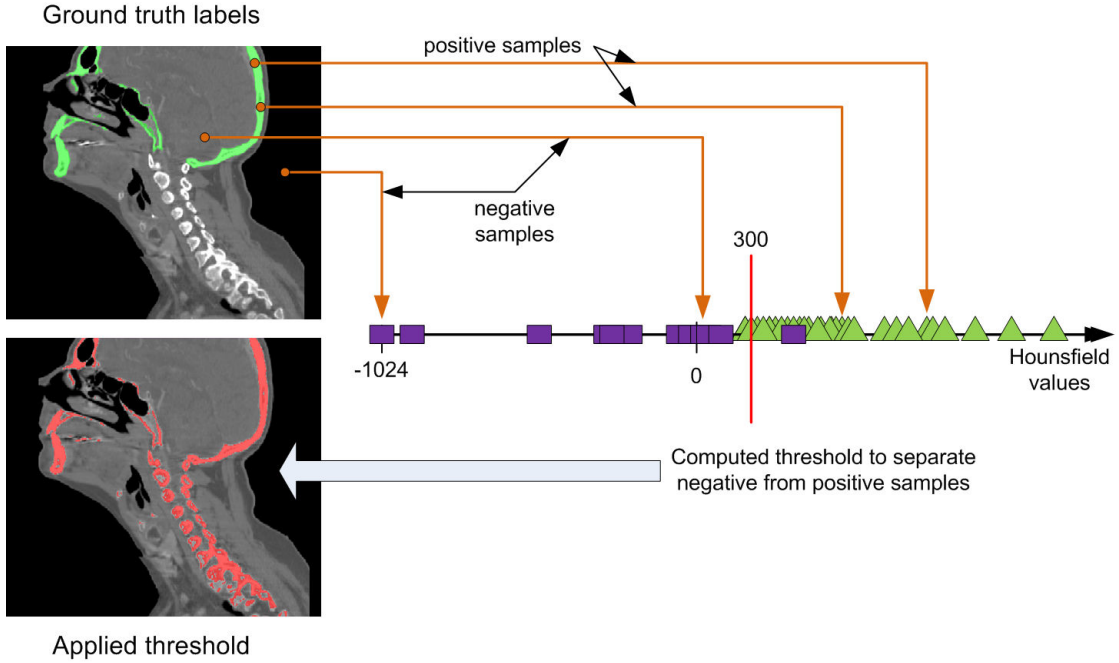 Ground truth labels
positive samples
negative
samples
300
-1024
0
Hounsfield
values
Computed threshold to separate
negative from positive samples
Applied threshold